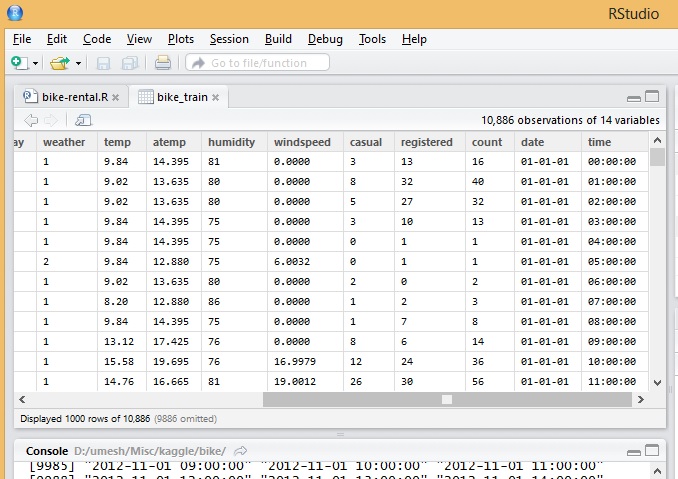 RStudio
File Edit Code View Plots Session Build Debug Tools Help
Go to file/function
bike-rental.R bike_train
10,886 observations of 14 variables
ay weather temp atemp humidity windspeed casual registered count date time
1 9.84 14.395 81 0.0000 3 13 16 01-01-01 00:00:00
1 9.02 13.635 80 0.0000 8 32 40 01-01-01 01:00:00
1 9.02 13.635 80 0.0000 5 27 32 01-01-01 02:00:00
1 9.84 14.395 75 0.0000 3 10 13 01-01-01 03:00:00
1 9.84 14.395 75 0.0000 0 1 1 01-01-01 04:00:00
2 9.84 12.880 75 6.0032 0 1 1 01-01-01 05:00:00
1 9.02 13.635 80 0.0000 2 0 2 01-01-01 06:00:00
1 8.20 12.880 86 0.0000 1 2 3 01-01-01 07:00:00
1 9.84 14.395 75 0.0000 1 7 8 01-01-01 08:00:00
1 13.12 17.425 76 0.0000 8 6 14 01-01-01 09:00:00
1 15.58 19.695 76 16.9979 12 24 36 01-01-01 10:00:00
1 14.76 16.665 81 19.0012 26 30 56 01-01-01 11:00:00
Displayed 1000 rows of 10,886 (9886 omitted)
Console D:/umesh/Misc/kaggle/bike/
[9985] "2012-11-01 09:00:00" "2012-11-01 10:00:00" "2012-11-01 11:00:00"